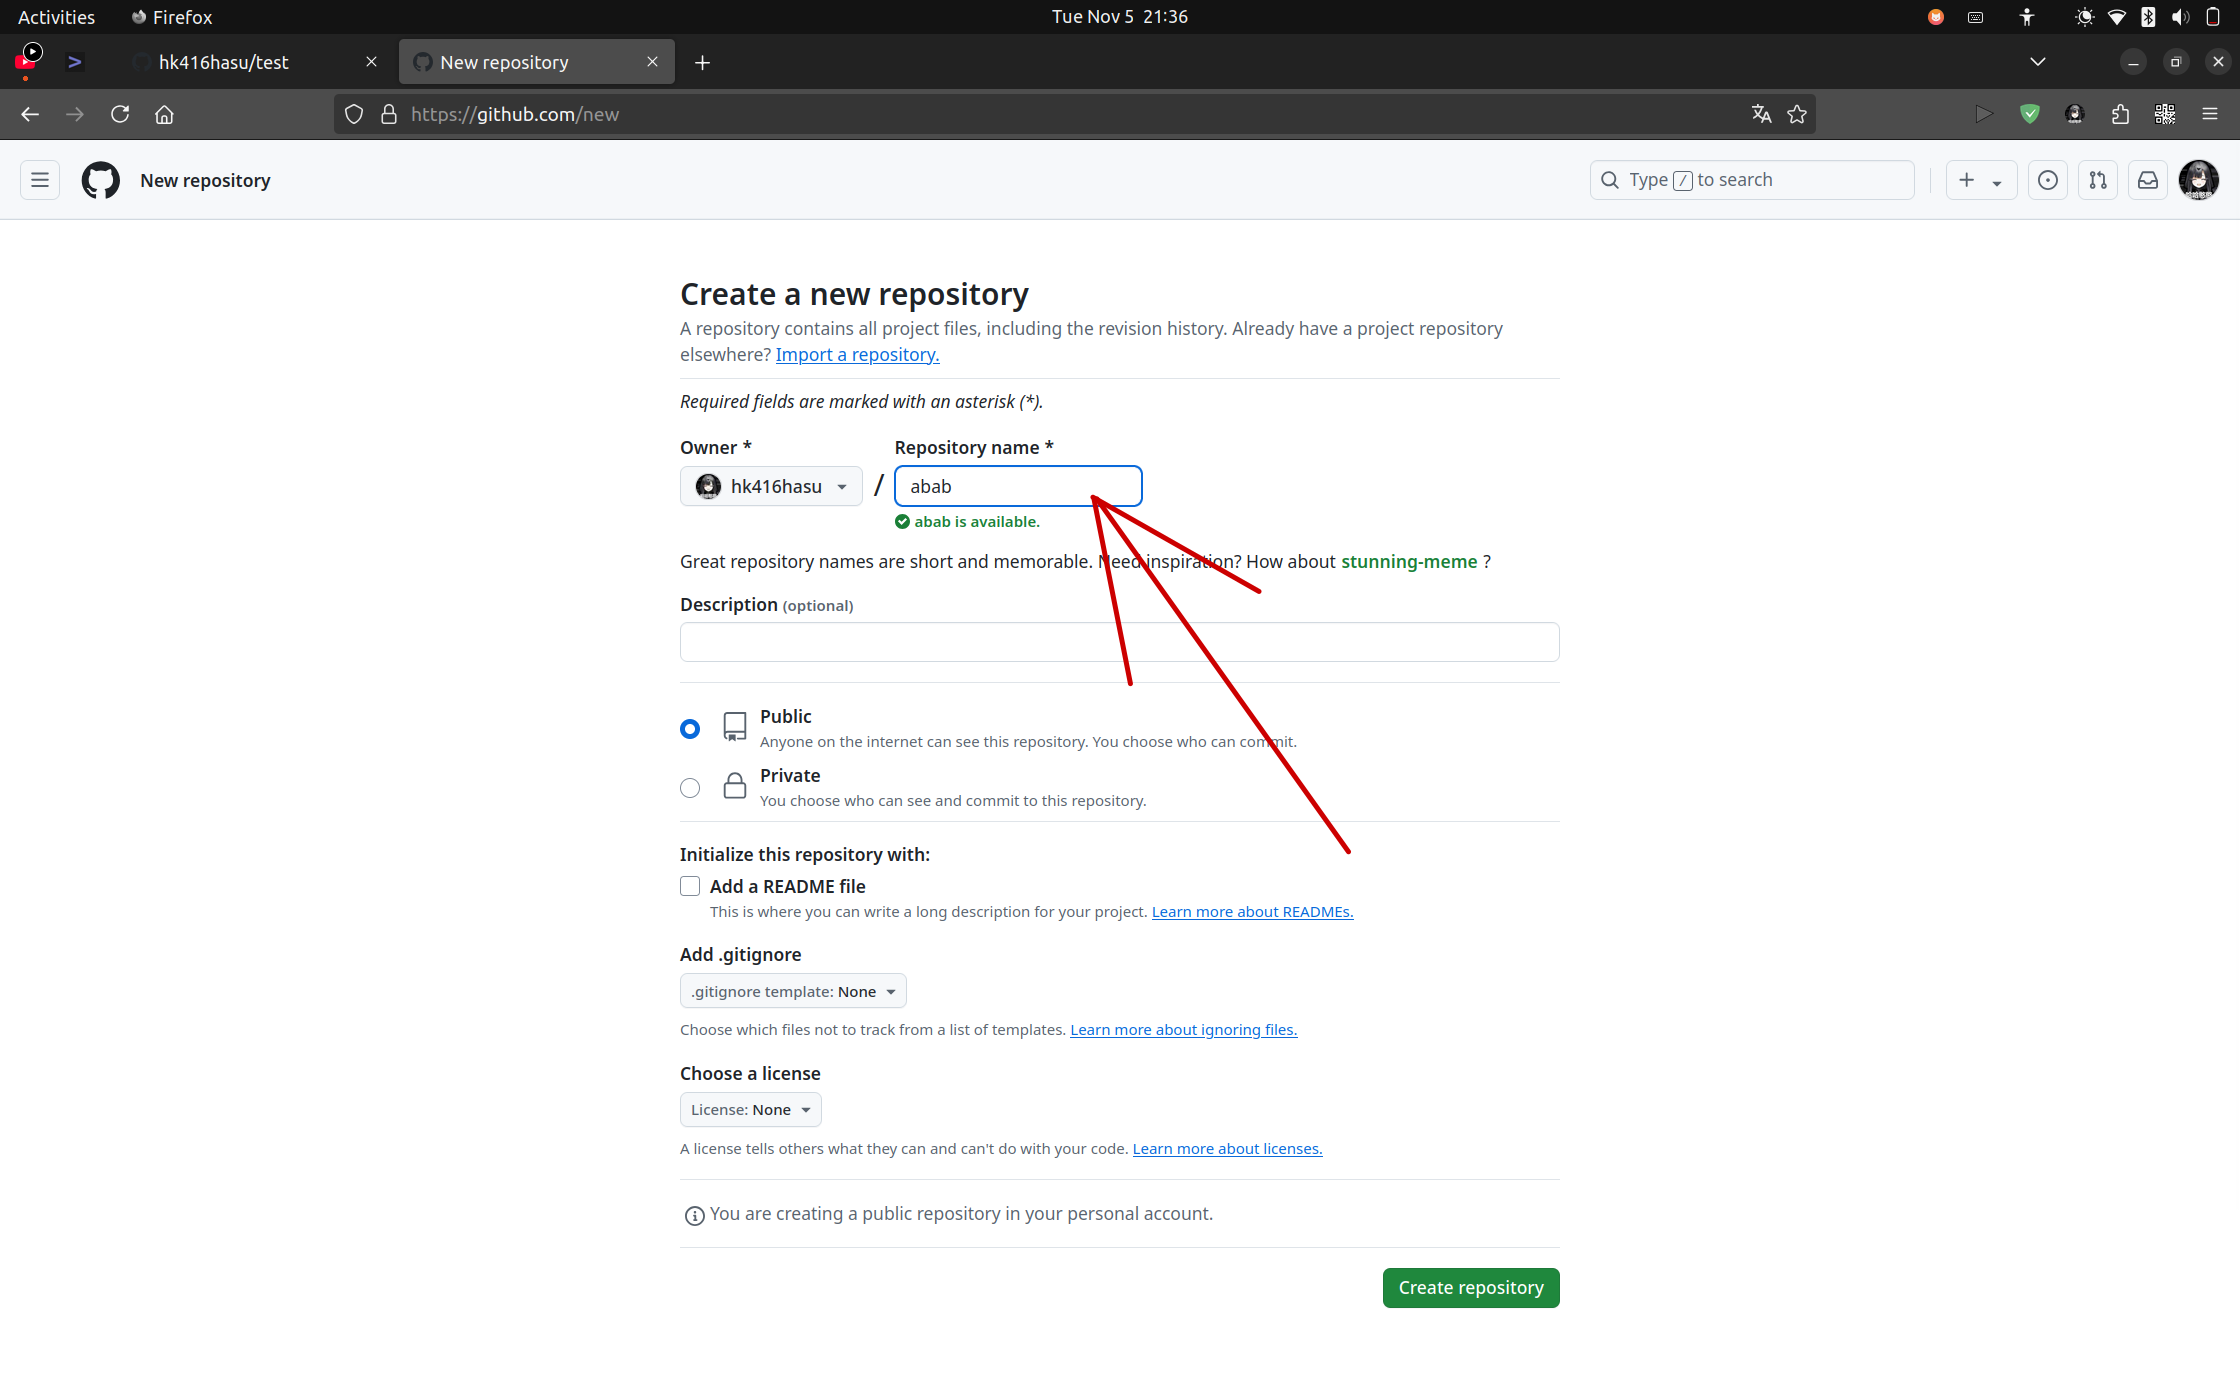 Activities
Firefox
Tue Nov 5 21:36
hk416hasu/test
New repository
https://github.com/new
New repository
Type / to search
Create a new repository
A repository contains all project files, including the revision history. Already have a project repository
elsewhere? Import a repository.
Required fields are marked with an asterisk (*).
Owner *
Repository name *
hk416hasu
/
abab
abab is available.
Great repository names are short and memorable. Need inspiration? How about stunning-meme ?
Description (optional)
Public
Anyone on the internet can see this repository. You choose who can commit.
Private
You choose who can see and commit to this repository.
Initialize this repository with:
Add a README file
This is where you can write a long description for your project. Learn more about READMEs.
Add .gitignore
.gitignore template: None
Choose which files not to track from a list of templates. Learn more about ignoring files.
Choose a license
License: None
A license tells others what they can and can't do with your code. Learn more about licenses.
You are creating a public repository in your personal account.
Create repository